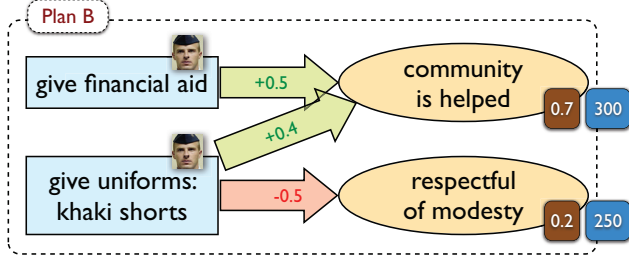 Plan B
give financial aid
+0.5
community
is helped
0.7
300
+0.4
give uniforms:
khaki shorts
-0.5
respectful
of modesty
0.2
250